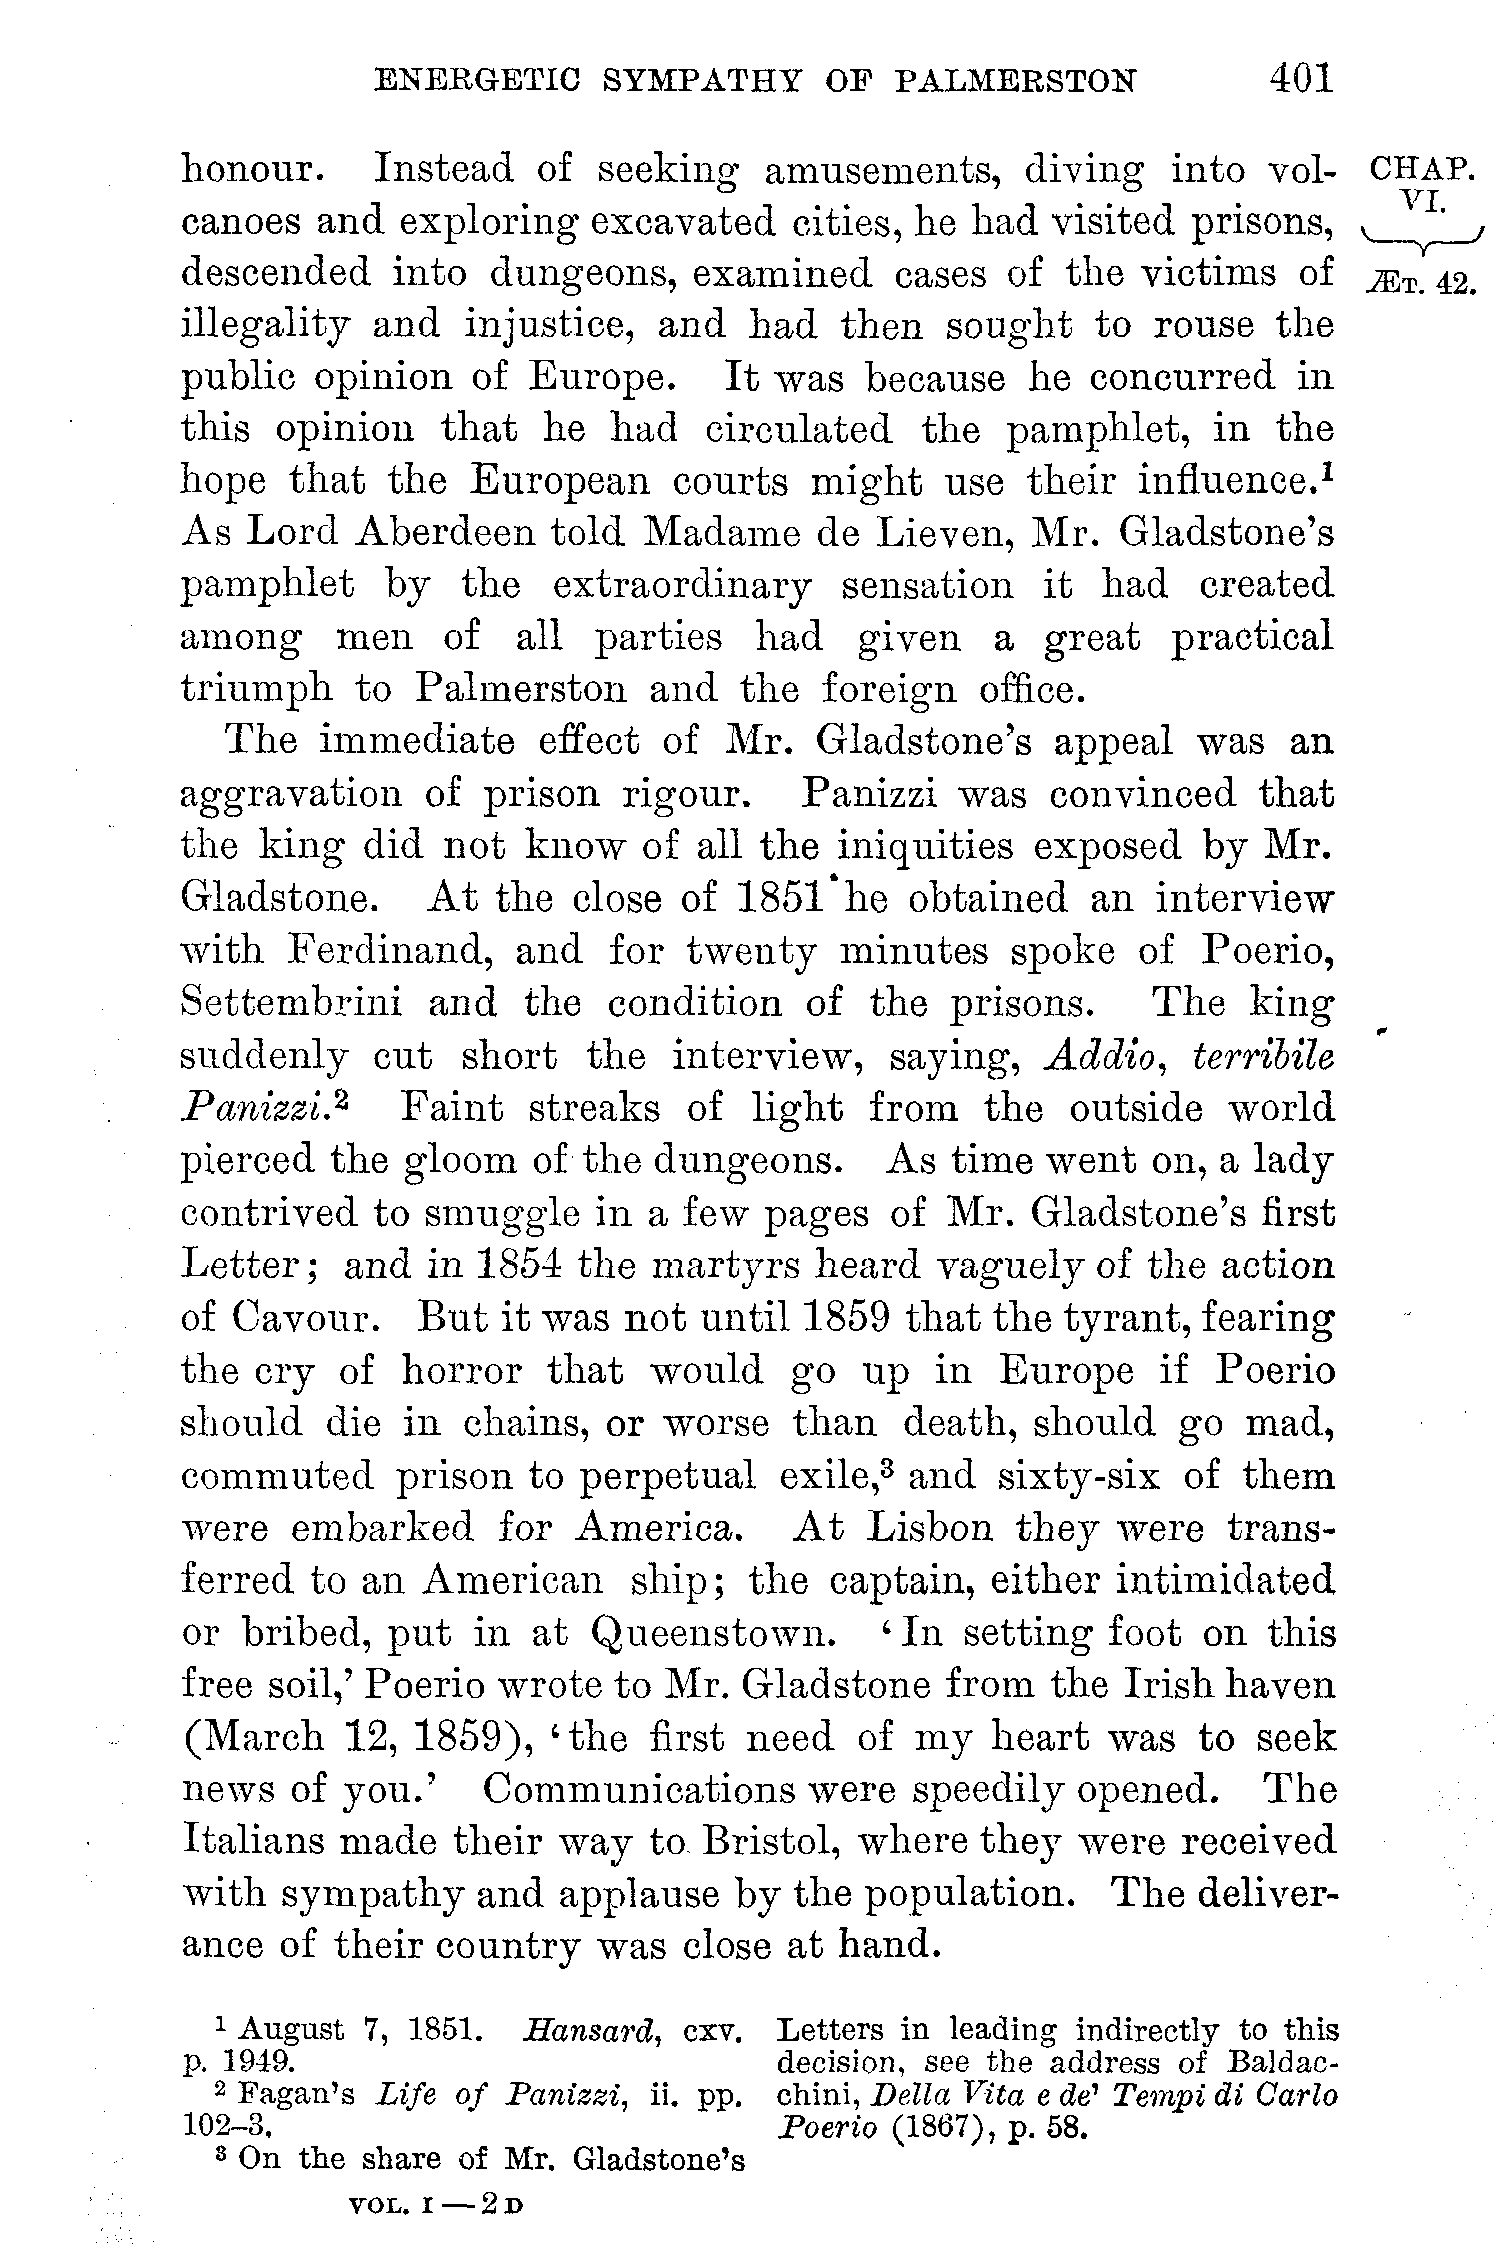 ENERGETIC SYMPATHY OF PALMERSTON 401
honour. Instead of seeking amusements, diving into vol-
canoes and exploring excavated cities, he had visited prisons,
descended into dungeons, examined cases of the victims of
illegality and injustice, and had then sought to rouse the
public opinion of Europe. It was because he concurred in
this opinion that he had circulated the pamphlet, in the
hope that the European courts might use their influence.¹
As Lord Aberdeen told Madame de Lieven, Mr. Gladstone's
pamphlet by the extraordinary sensation it had created
among men of all parties had given a great practical
triumph to Palmerston and the foreign office.
The immediate effect of Mr. Gladstone's appeal was an
aggravation of prison rigour. Panizzi was convinced that
the king did not know of all the iniquities exposed by Mr.
Gladstone. At the close of 1851 he obtained an interview
with Ferdinand, and for twenty minutes spoke of Poerio,
Settembrini and the condition of the prisons. The king
suddenly cut short the interview, saying, Addio, terribile
Panizzi.² Faint streaks of light from the outside world
pierced the gloom of the dungeons. As time went on, a lady
contrived to smuggle in a few pages of Mr. Gladstone's first
Letter; and in 1854 the martyrs heard vaguely of the action
of Cavour. But it was not until 1859 that the tyrant, fearing
the cry of horror that would go up in Europe if Poerio
should die in chains, or worse than death, should go mad,
commuted prison to perpetual exile,³ and sixty-six of them
were embarked for America. At Lisbon they were trans-
ferred to an American ship; the captain, either intimidated
or bribed, put in at Queenstown. ‘In setting foot on this
free soil,’ Poerio wrote to Mr. Gladstone from the Irish haven
(March 12, 1859), ‘the first need of my heart was to seek
news of you.’ Communications were speedily opened. The
Italians made their way to Bristol, where they were received
with sympathy and applause by the population. The deliver-
ance of their country was close at hand.
CHAP.
VI.
ÆT. 42.
¹ August 7, 1851. Hansard, cxv.
p. 1949.
² Fagan's Life of Panizzi, ii. pp.
102–3.
³ On the share of Mr. Gladstone's
Letters in leading indirectly to this
decision, see the address of Baldac-
chini, Della Vita e de' Tempi di Carlo
Poerio (1867), p. 58.
VOL. I — 2 D